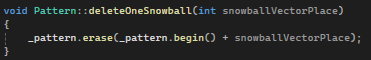 void Pattern::deleteOneSnowball(int snowballVectorPlace)
{
    _pattern.erase(_pattern.begin() + snowballVectorPlace);
}